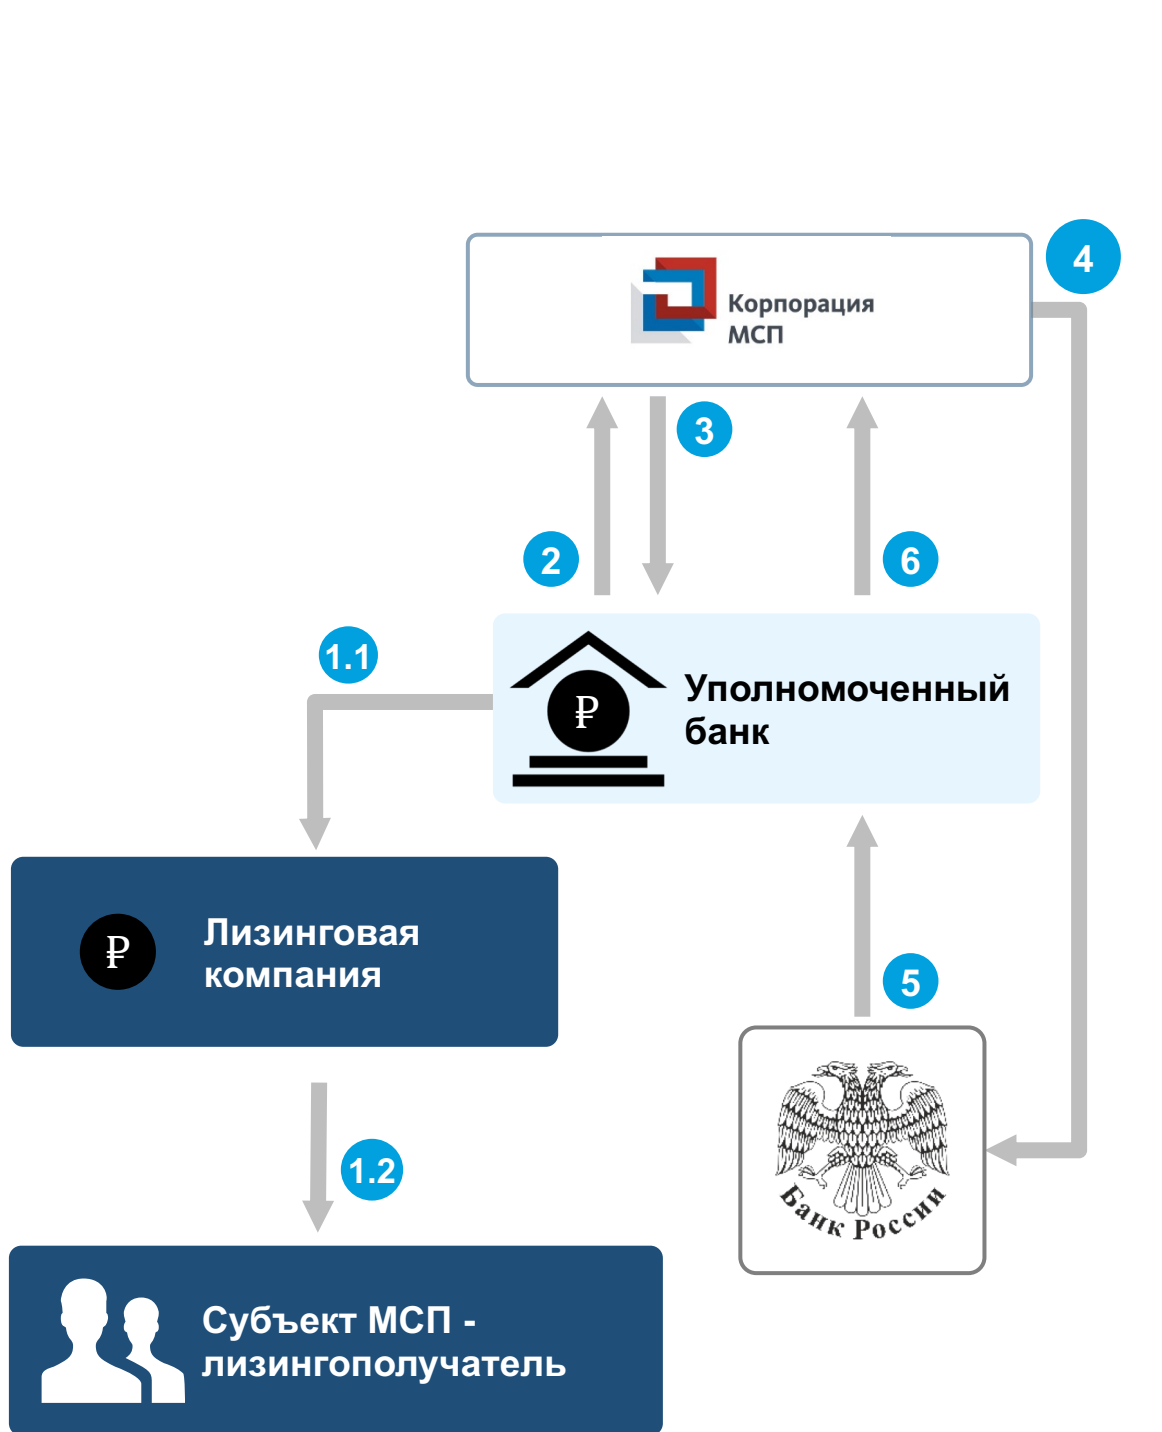 4
Корпорация
МСП
3
2
6
1.1
₽
Уполномоченный
банк
₽
Лизинговая
компания
5
1.2
Банк России
Субъект МСП -
лизингополучатель